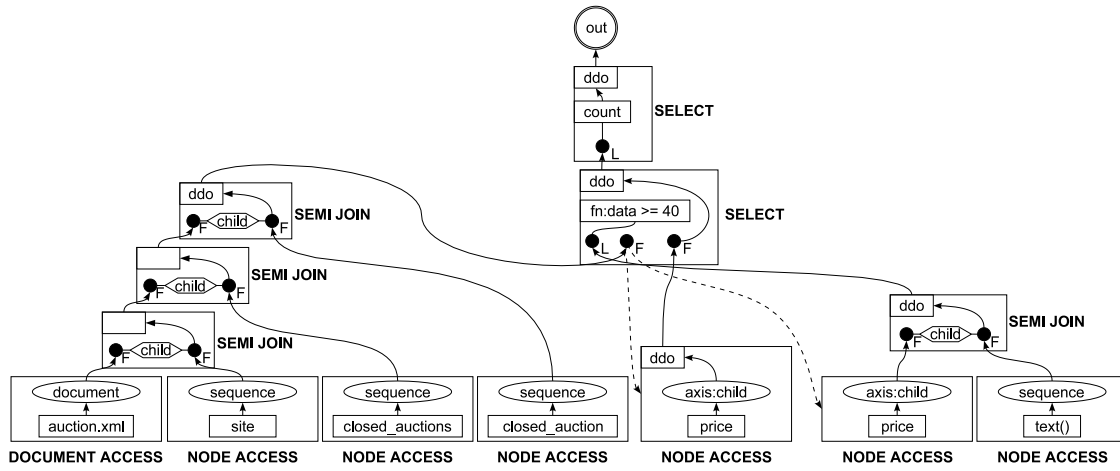 out
ddo
count
SELECT
L
ddo
fn:data >= 40
SELECT
L
F
F
ddo
SEMI JOIN
F
child
F
SEMI JOIN
F
child
F
SEMI JOIN
F
child
F
ddo
SEMI JOIN
F
child
F
ddo
document
sequence
sequence
sequence
axis:child
axis:child
sequence
auction.xml
site
closed_auctions
closed_auction
price
price
text()
DOCUMENT ACCESS
NODE ACCESS
NODE ACCESS
NODE ACCESS
NODE ACCESS
NODE ACCESS
NODE ACCESS